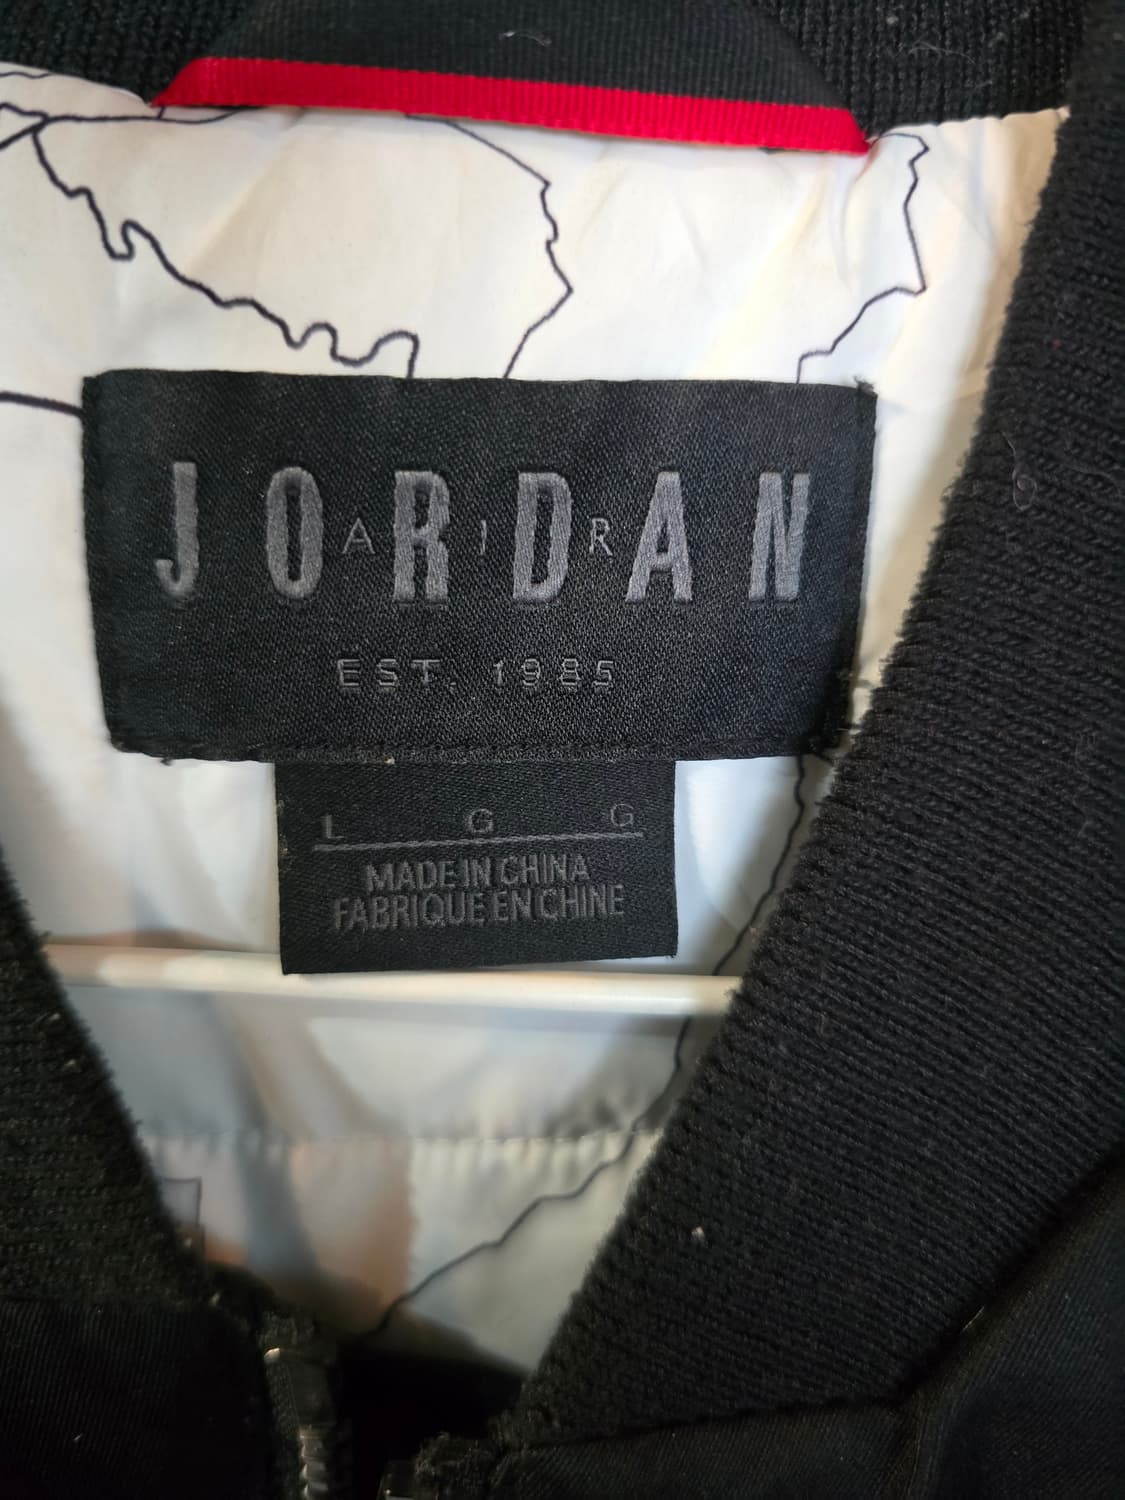 JORDAN
AIR
EST. 1985
L G G
MADE IN CHINA
FABRIQUE EN CHINE